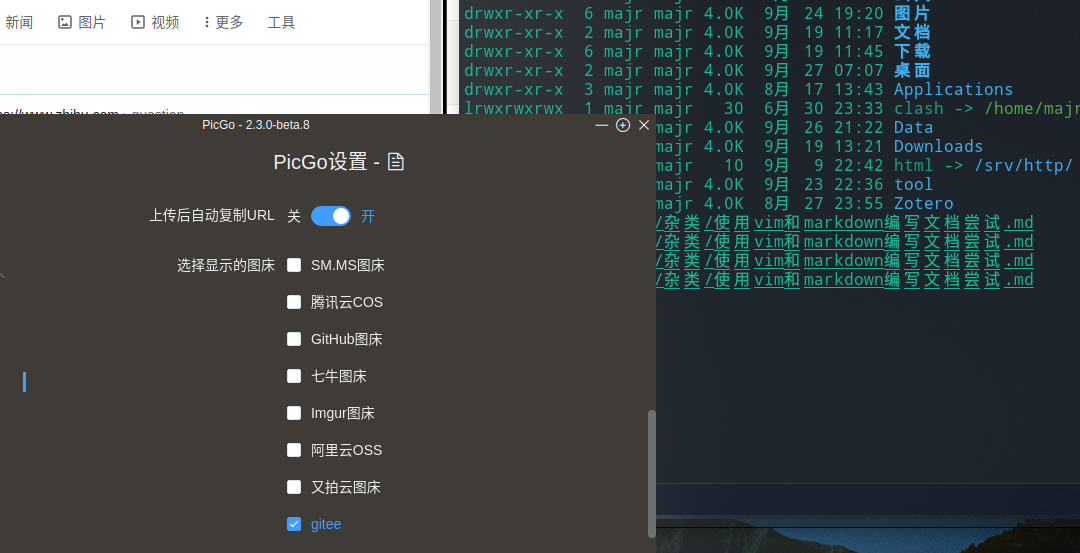 新闻 图片 视频 更多 工具
PicGo - 2.3.0-beta.8
PicGo设置 -
上传后自动复制URL 关 开
选择显示的图床 SM.MS图床
腾讯云COS
GitHub图床
七牛图床
Imgur图床
阿里云OSS
又拍云图床
gitee
drwxr-xr-x 6 majr majr 4.0K 9月 24 19:20 图片
drwxr-xr-x 2 majr majr 4.0K 9月 19 11:17 文档
drwxr-xr-x 6 majr majr 4.0K 9月 19 11:45 下载
drwxr-xr-x 2 majr majr 4.0K 9月 27 07:07 桌面
drwxr-xr-x 3 majr majr 4.0K 8月 17 13:43 Applications
lrwxrwxrwx 1 majr majr 30 6月 30 23:33 clash -> /home/majr
majr 4.0K 9月 26 21:22 Data
majr 4.0K 9月 19 13:21 Downloads
majr 10 9月 9 22:42 html -> /srv/http/
majr 4.0K 9月 23 22:36 tool
majr 4.0K 8月 27 23:55 Zotero
/杂类/使用vim和markdown编写文档尝试.md
/杂类/使用vim和markdown编写文档尝试.md
/杂类/使用vim和markdown编写文档尝试.md
/杂类/使用vim和markdown编写文档尝试.md